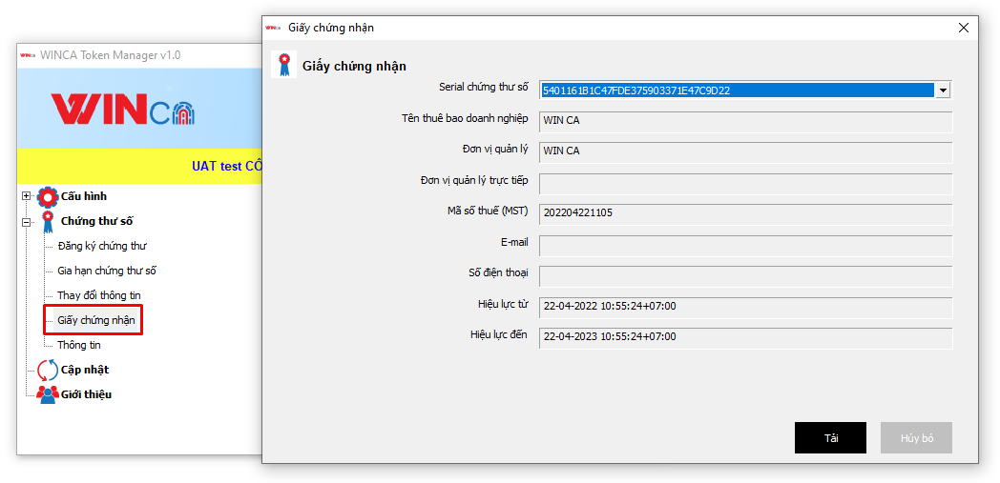 WINCA Token Manager v1.0
WINCA
UAT test CÔ
Cấu hình
Chứng thư số
Đăng ký chứng thư
Gia hạn chứng thư số
Thay đổi thông tin
Giấy chứng nhận
Thông tin
Cập nhật
Giới thiệu
Giấy chứng nhận
Giấy chứng nhận
Serial chứng thư số 5401161B1C47FDE375903371E47C9D22
Tên thuê bao doanh nghiệp WIN CA
Đơn vị quản lý WIN CA
Đơn vị quản lý trực tiếp
Mã số thuế (MST) 202204221105
E-mail
Số điện thoại
Hiệu lực từ 22-04-2022 10:55:24+07:00
Hiệu lực đến 22-04-2023 10:55:24+07:00
Tải Hủy bỏ